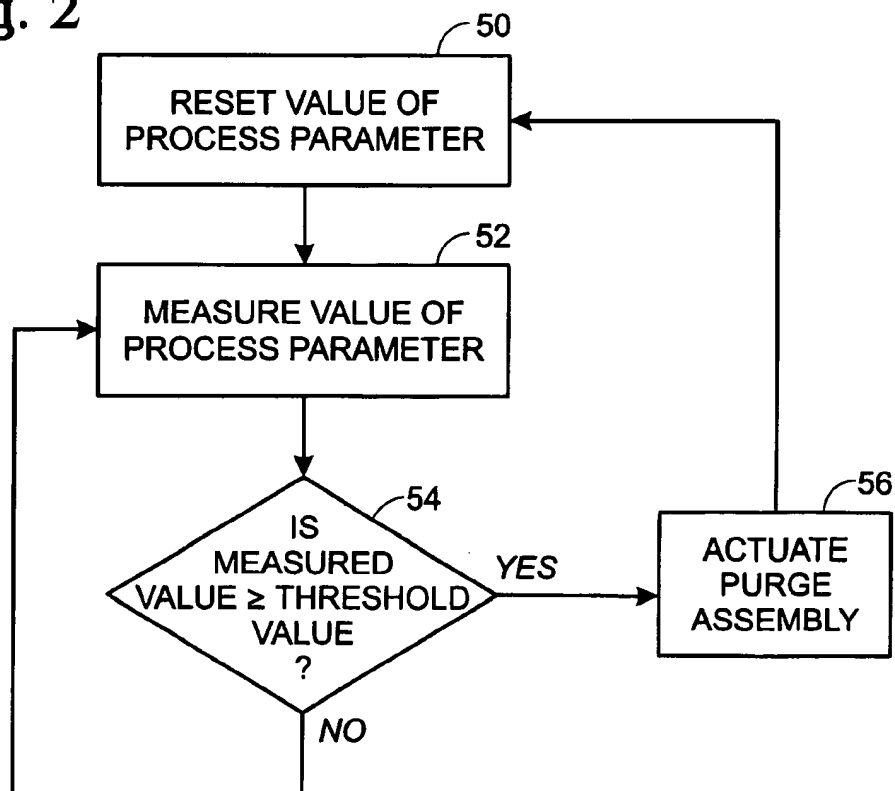 g. 2
50
RESET VALUE OF
PROCESS PARAMETER
52
MEASURE VALUE OF
PROCESS PARAMETER
54
IS
MEASURED
VALUE ≥ THRESHOLD
VALUE
?
YES
56
ACTUATE
PURGE
ASSEMBLY
NO